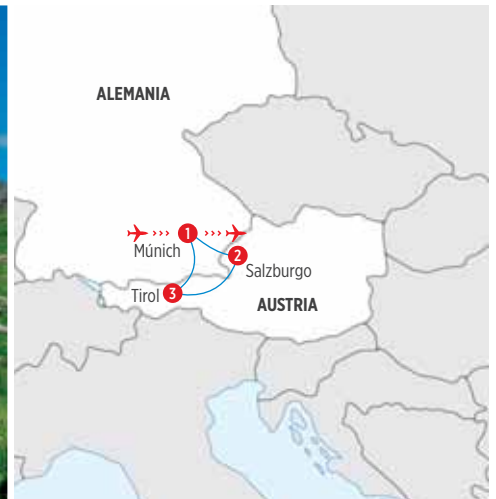 ALEMANIA
1
Múnich
2
Salzburgo
Tirol
3
AUSTRIA